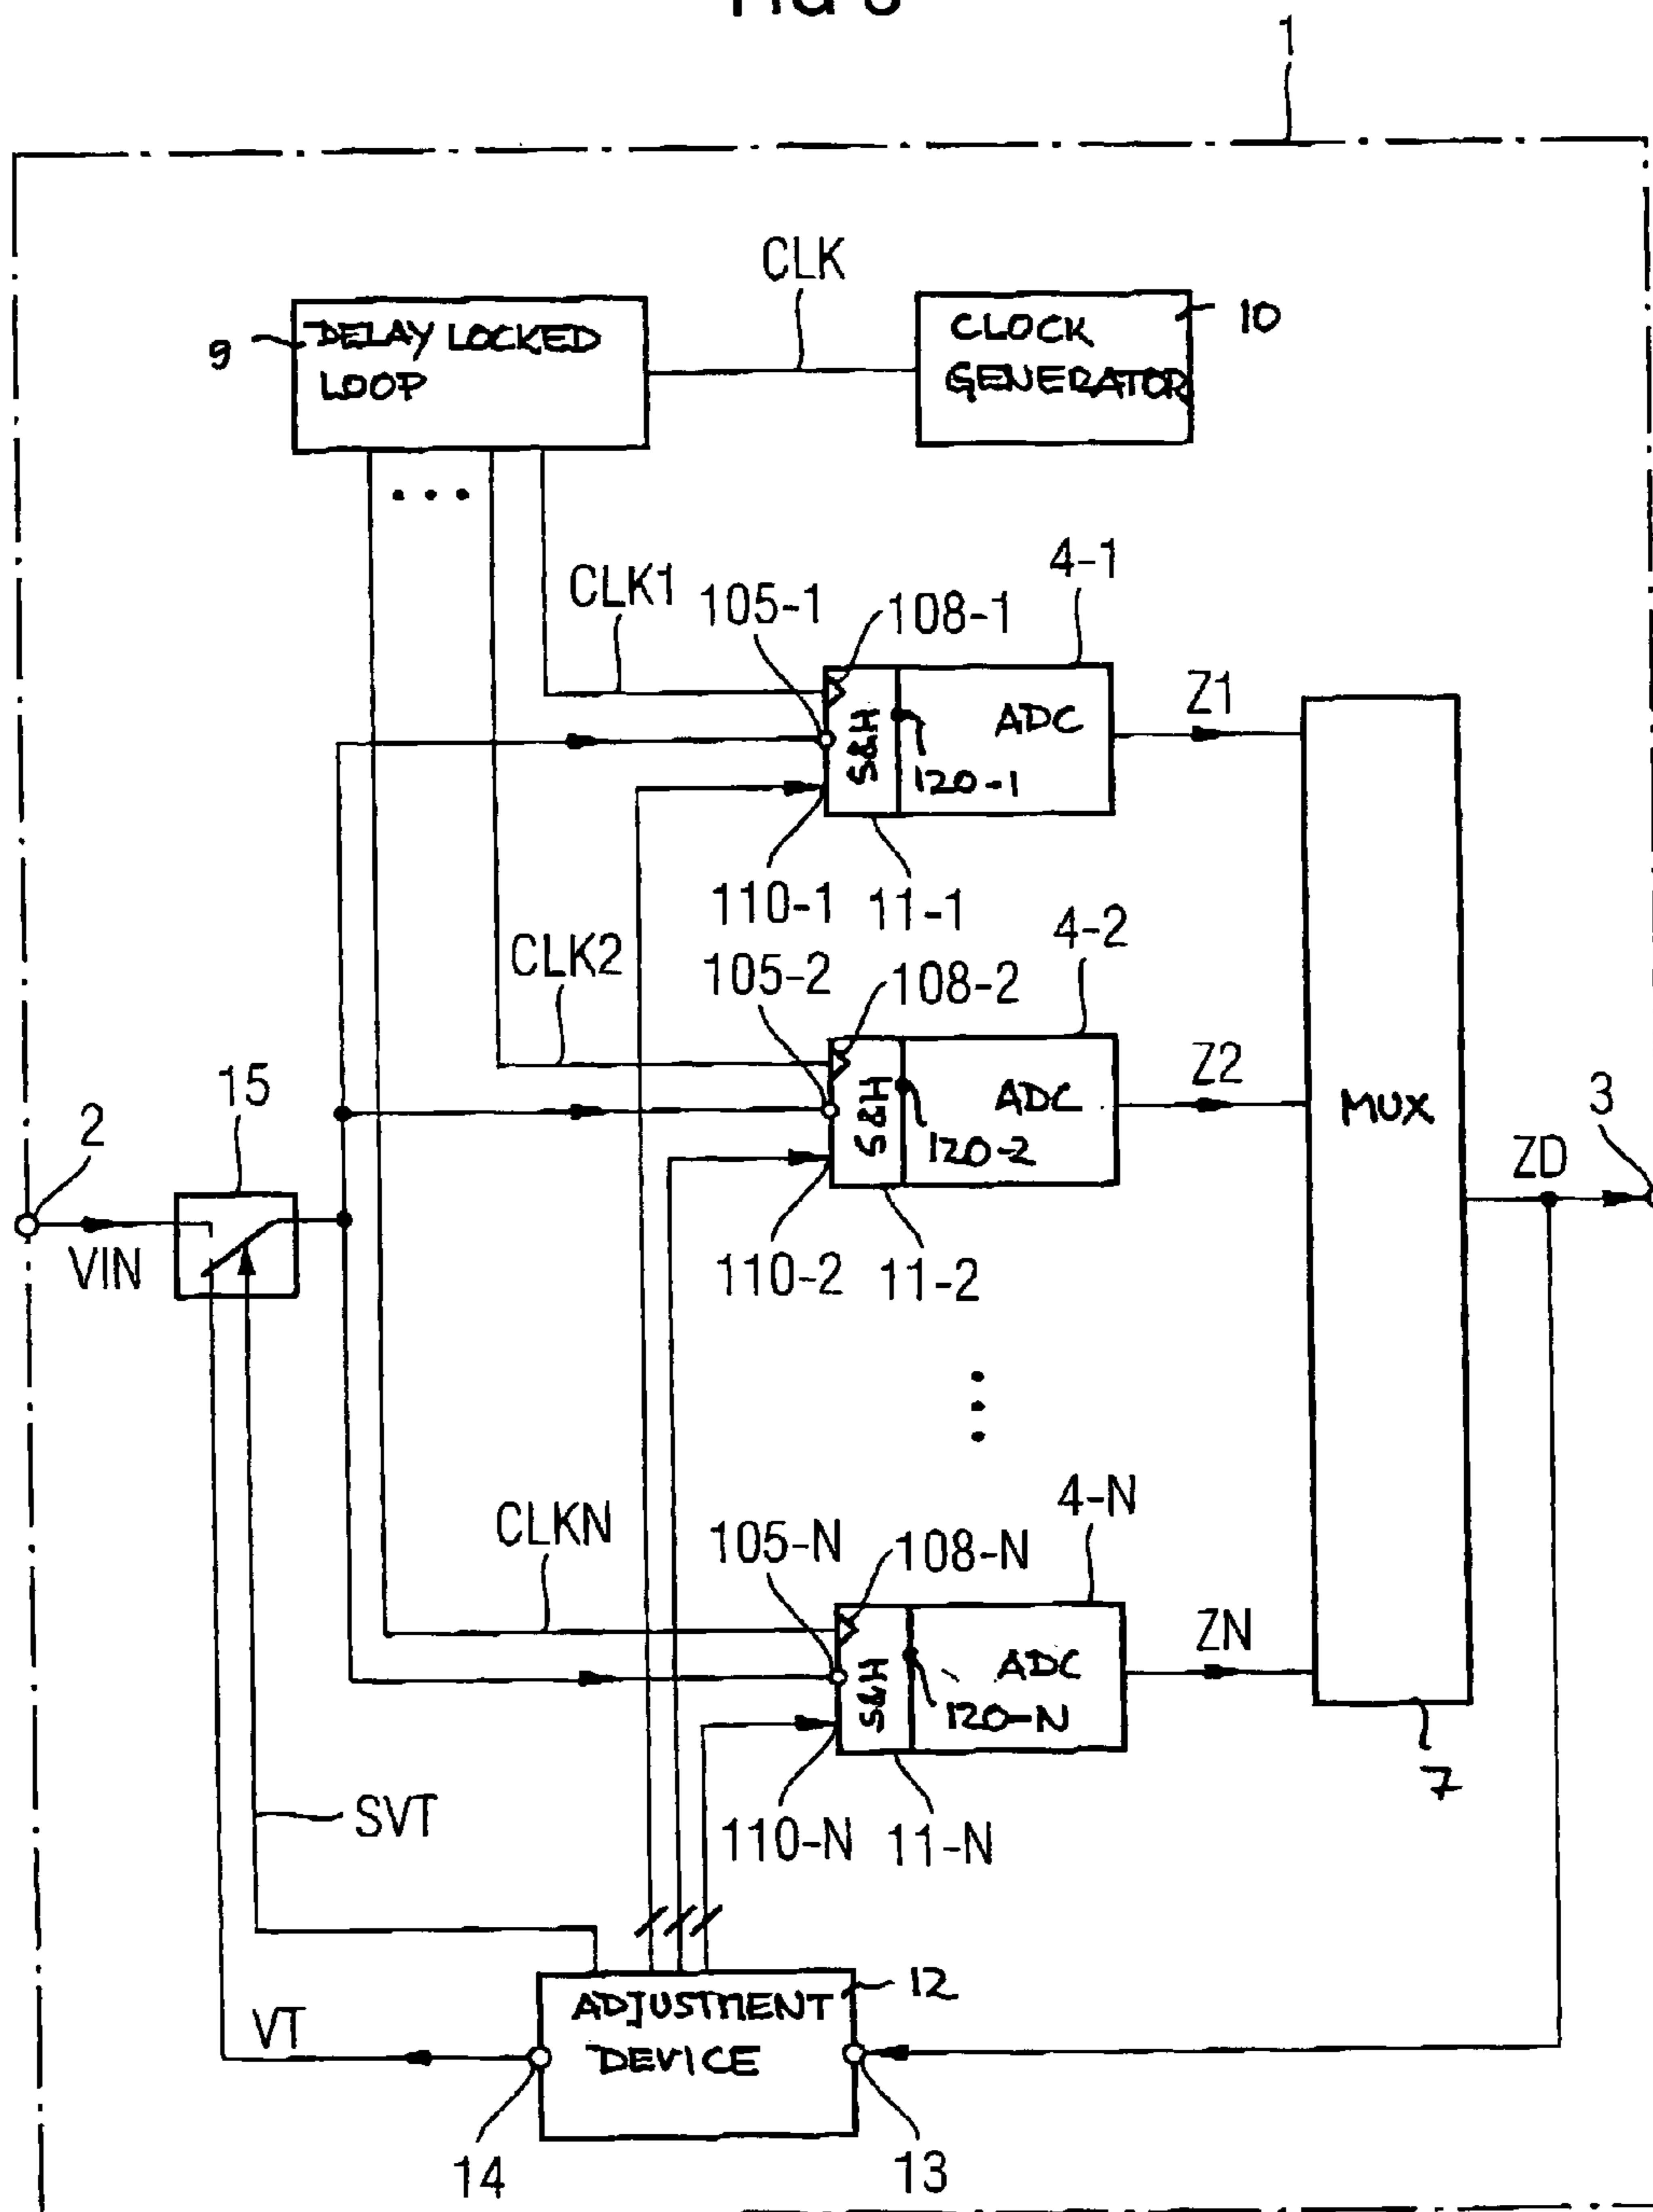 1
CLK
9
DELAY LOCKED
LOOP
CLOCK
GENERATOR
10
CLK1
105-1
108-1
4-1
S&H
ADC
120-1
Z1
110-1
11-1
CLK2
105-2
108-2
4-2
S&H
ADC
120-2
Z2
MUX
110-2
11-2
15
2
VIN
ZD
3
CLKN
105-N
108-N
4-N
S&H
ADC
120-N
ZN
7
110-N
11-N
SVT
VT
ADJUSTMENT
DEVICE
12
14
13